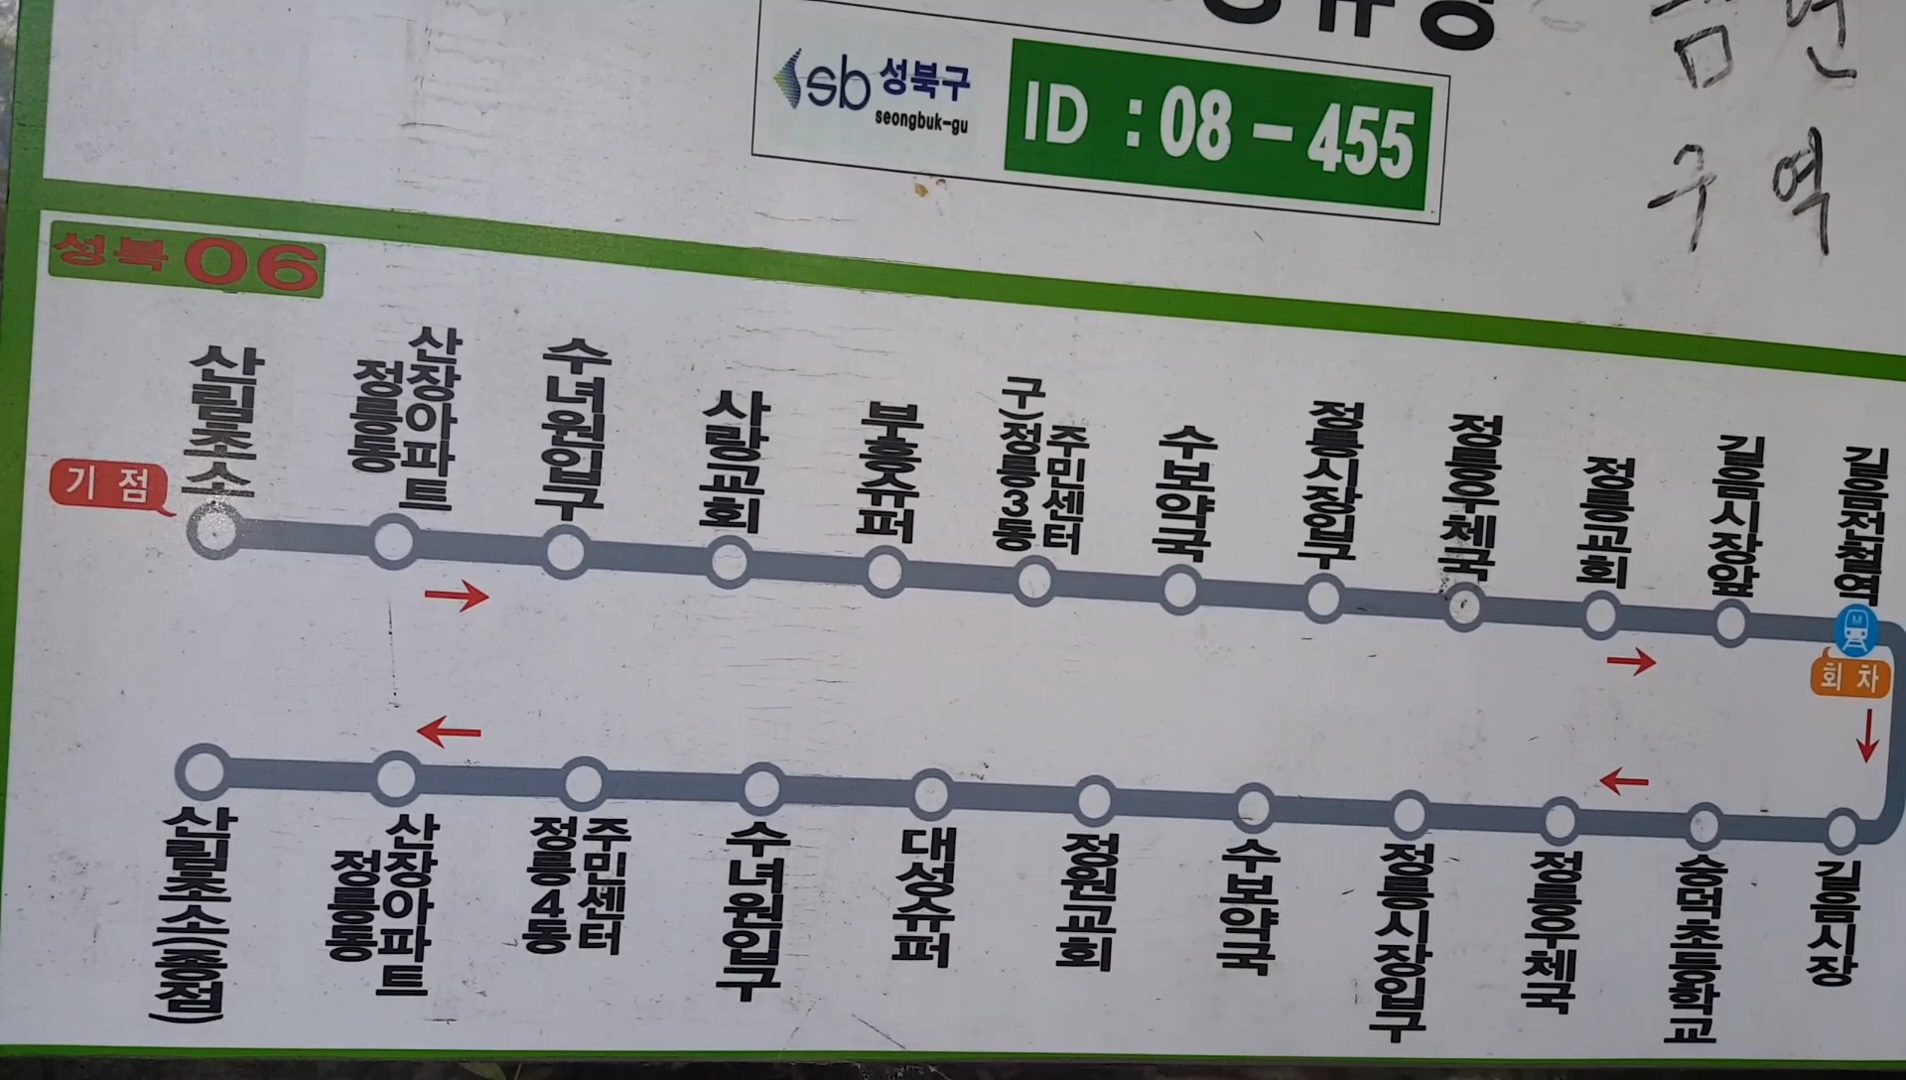 sb 성북구
seongbuk-gu
ID : 08 - 455
구역
성북 06
기점
산림초소
정릉동 산장아파트
수녀원입구
사랑교회
부흥슈퍼
구)정릉3동 주민센터
수보약국
정릉시장입구
정릉우체국
정릉교회
길음시장앞
길음전철역
M
회차
산림초소(종점)
정릉동 산장아파트
정릉4동 주민센터
수녀원입구
대성슈퍼
정원교회
수보약국
정릉시장입구
정릉우체국
숭덕초등학교
길음시장